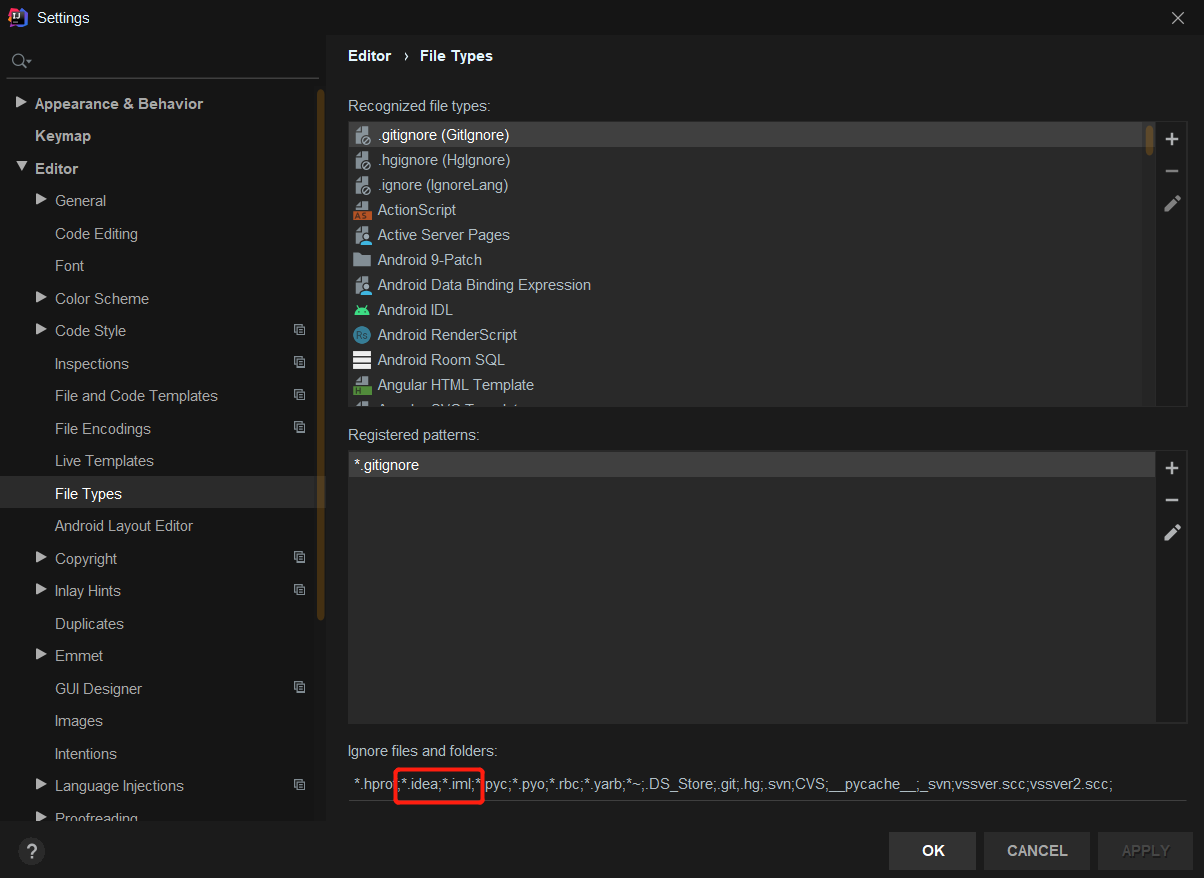 Settings
Editor › File Types
Appearance & Behavior
Keymap
Editor
General
Code Editing
Font
Color Scheme
Code Style
Inspections
File and Code Templates
File Encodings
Live Templates
File Types
Android Layout Editor
Copyright
Inlay Hints
Duplicates
Emmet
GUI Designer
Images
Intentions
Language Injections
Proofreading
Recognized file types:
.gitignore (GitIgnore)
.hgignore (HgIgnore)
.ignore (IgnoreLang)
ActionScript
Active Server Pages
Android 9-Patch
Android Data Binding Expression
Android IDL
Android RenderScript
Android Room SQL
Angular HTML Template
Registered patterns:
*.gitignore
Ignore files and folders:
*.hprof;*.idea;*.iml;*.pyc;*.pyo;*.rbc;*.yarb;*~;.DS_Store;.git;.hg;.svn;CVS;__pycache__;_svn;vssver.scc;vssver2.scc;
?
OK
CANCEL
APPLY